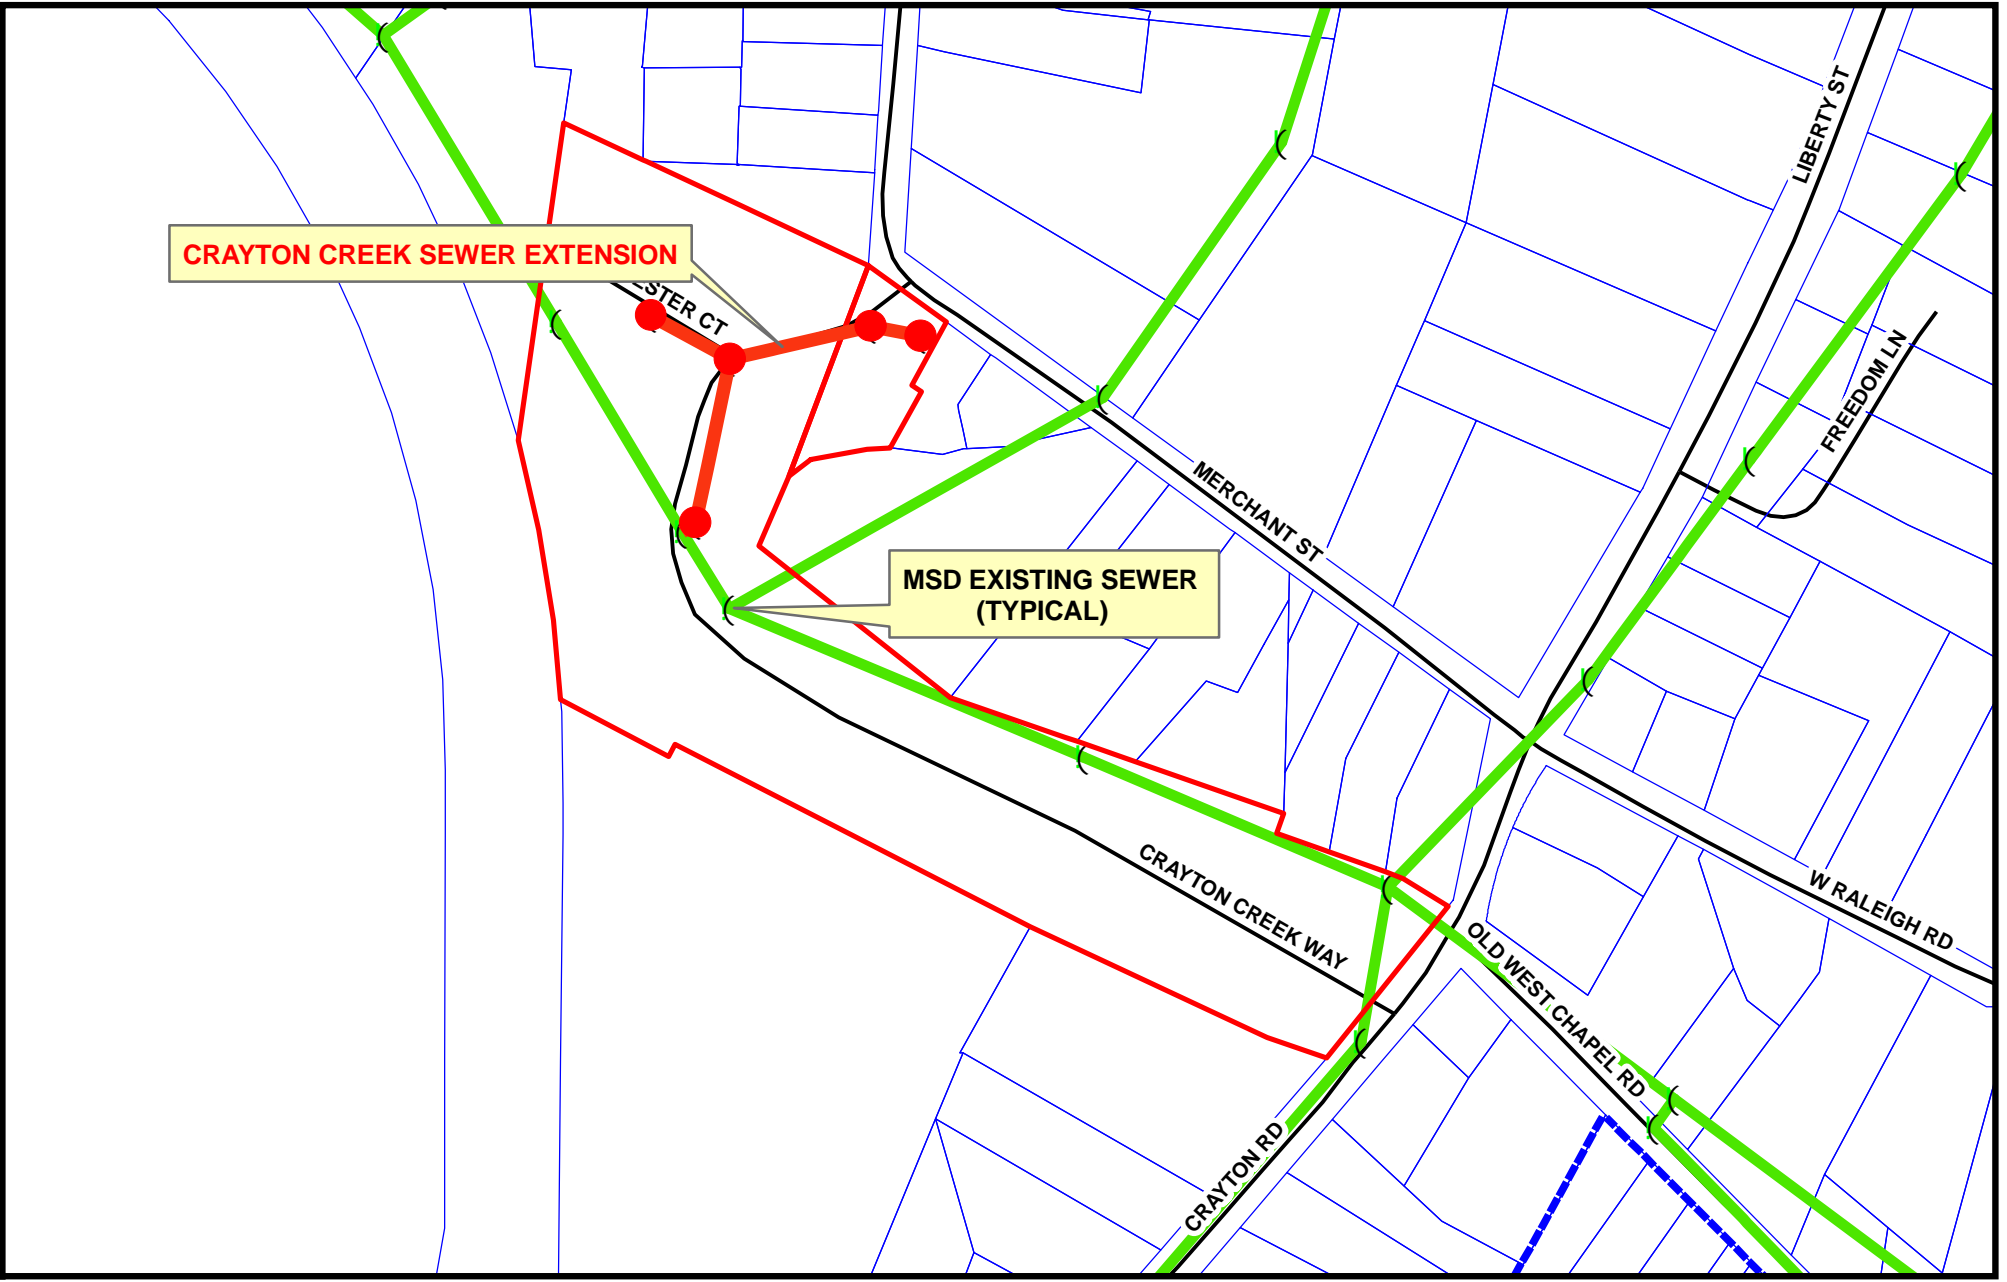 LIBERTY ST
CRAYTON CREEK SEWER EXTENSION
CT
FREEDOM LN
MERCHANT ST
MSD EXISTING SEWER
(TYPICAL)
CRAYTON CREEK WAY
W RALEIGH RD
OLD WEST CHAPEL RD
CRAYTON RD